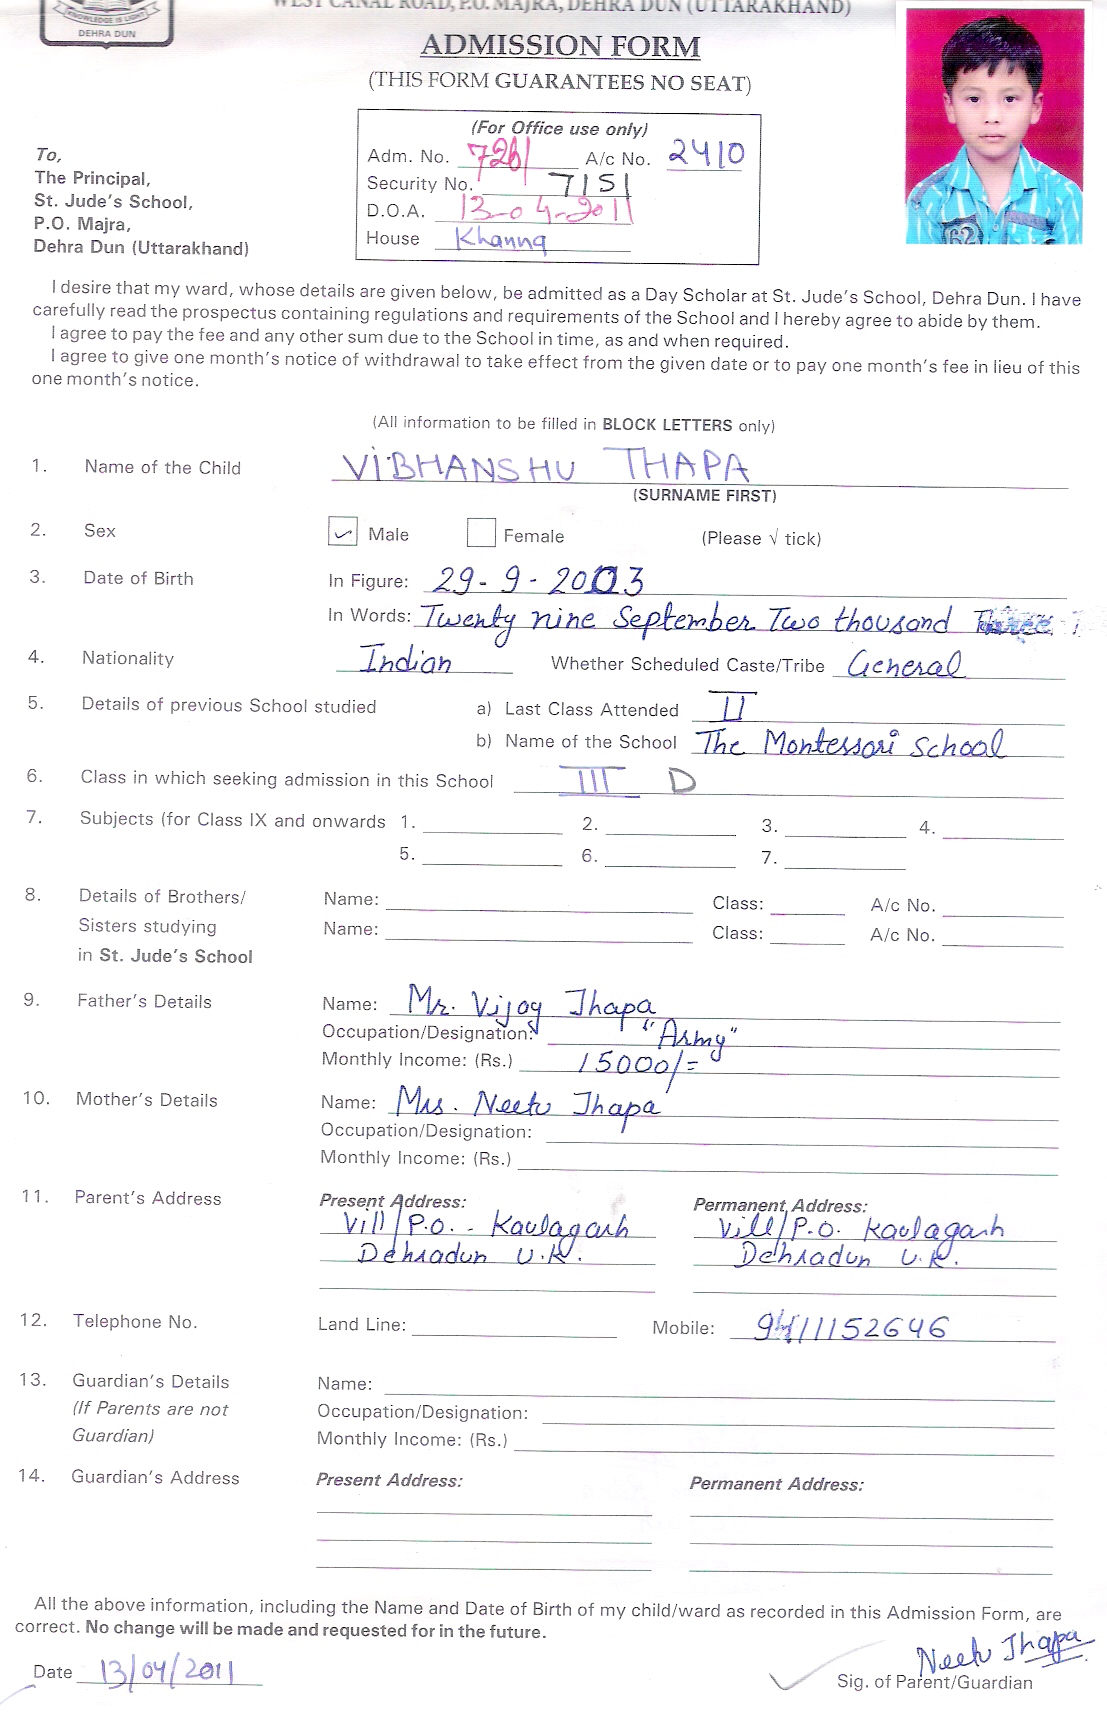 WEST CANAL ROAD, P.O. MAJRA, DEHRA DUN (UTTARAKHAND)
KNOWLEDGE IS LIGHT
DEHRA DUN
ADMISSION FORM
(THIS FORM GUARANTEES NO SEAT)
(For Office use only)
Adm. No. 7261 A/c No. 2410
Security No. 7151
D.O.A. 13-04-2011
House Khanna
To,
The Principal,
St. Jude's School,
P.O. Majra,
Dehra Dun (Uttarakhand)
62
I desire that my ward, whose details are given below, be admitted as a Day Scholar at St. Jude's School, Dehra Dun. I have
carefully read the prospectus containing regulations and requirements of the School and I hereby agree to abide by them.
I agree to pay the fee and any other sum due to the School in time, as and when required.
I agree to give one month's notice of withdrawal to take effect from the given date or to pay one month's fee in lieu of this
one month's notice.
(All information to be filled in BLOCK LETTERS only)
1. Name of the Child VIBHANSHU THAPA
(SURNAME FIRST)
2. Sex Male Female (Please √ tick)
3. Date of Birth In Figure: 29-9-2003
In Words: Twenty nine September Two thousand Three
4. Nationality Indian Whether Scheduled Caste/Tribe General
5. Details of previous School studied a) Last Class Attended II
b) Name of the School The Montessori School
6. Class in which seeking admission in this School III D
7. Subjects (for Class IX and onwards 1. 2. 3. 4.
5. 6. 7.
8. Details of Brothers/ Name: Class: A/c No.
Sisters studying Name: Class: A/c No.
in St. Jude's School
9. Father's Details Name: Mr. Vijay Thapa
Occupation/Designation: "Army"
Monthly Income: (Rs.) 15000/=
10. Mother's Details Name: Mrs. Neetu Thapa
Occupation/Designation:
Monthly Income: (Rs.)
11. Parent's Address Present Address: Permanent Address:
Vill/P.O. - Kaulagarh Vill/P.O. Kaulagarh
Dehradun U.K. Dehradun U.K.
12. Telephone No. Land Line: Mobile: 9411152646
13. Guardian's Details Name:
(If Parents are not Occupation/Designation:
Guardian) Monthly Income: (Rs.)
14. Guardian's Address Present Address: Permanent Address:
All the above information, including the Name and Date of Birth of my child/ward as recorded in this Admission Form, are
correct. No change will be made and requested for in the future.
Neetu Thapa
Date 13/04/2011 Sig. of Parent/Guardian